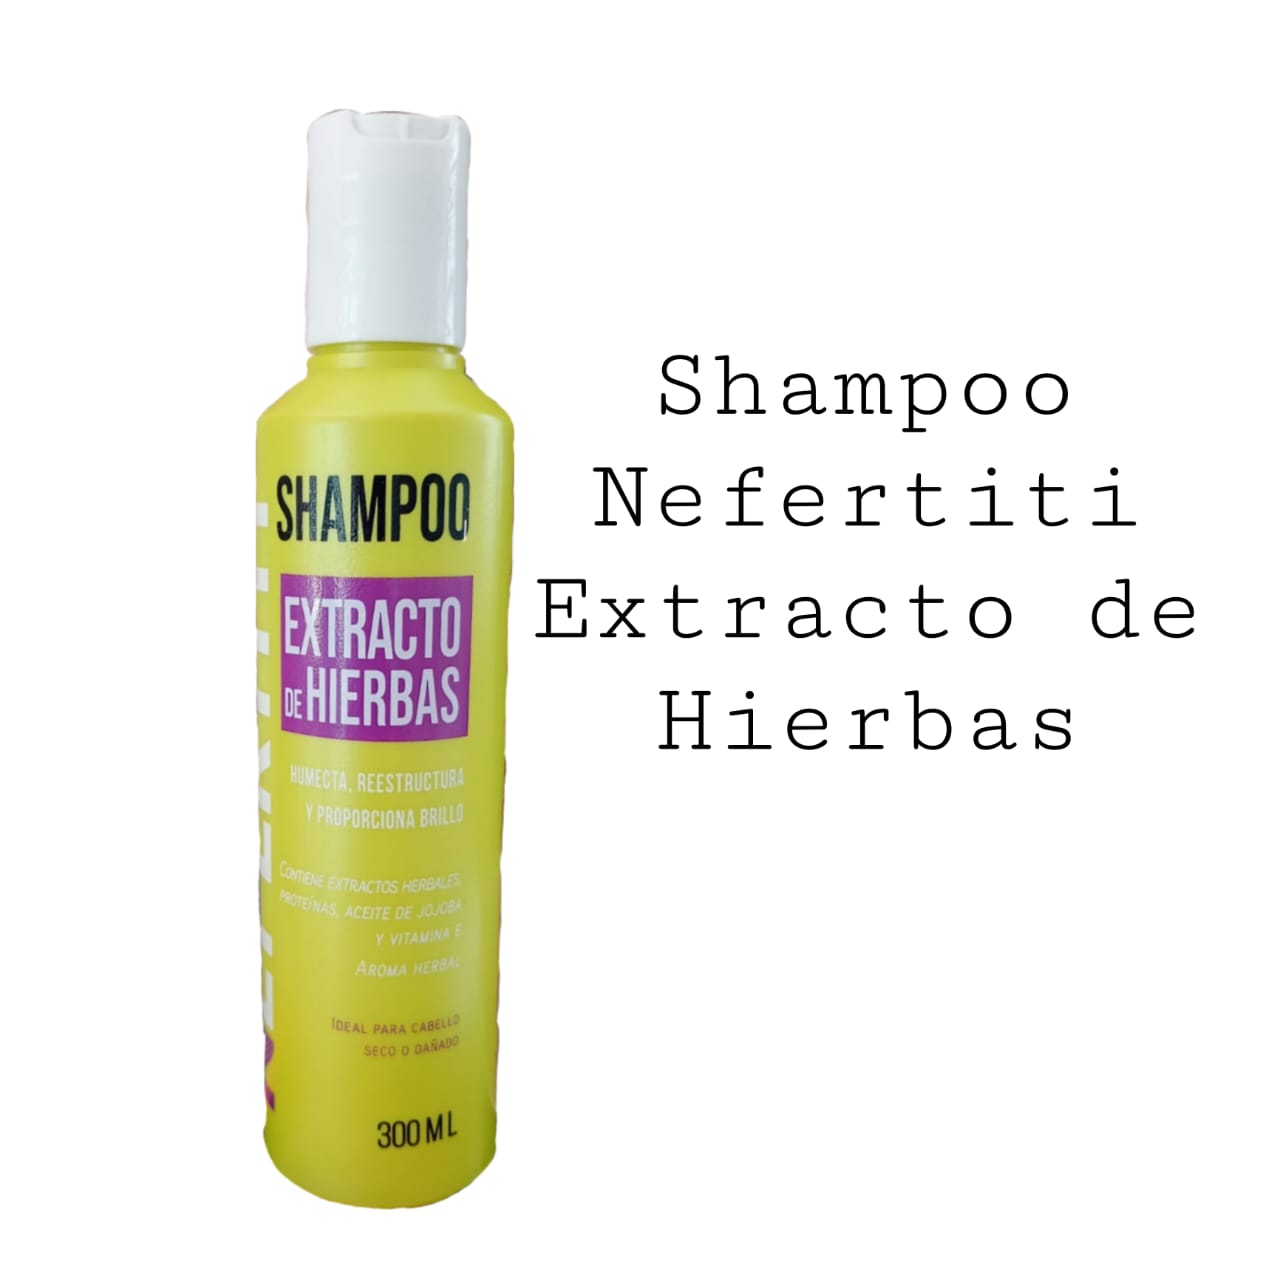 SHAMPOO
EXTRACTO
DE HIERBAS
HUMECTA, REESTRUCTURA
Y PROPORCIONA BRILLO
CONTIENE EXTRACTOS HERBALES,
PROTEÍNAS, ACEITE DE JOJOBA
Y VITAMINA E
AROMA HERBAL
IDEAL PARA CABELLO
SECO O DAÑADO
300 ML
NEFERTITI
Shampoo
Nefertiti
Extracto de
Hierbas